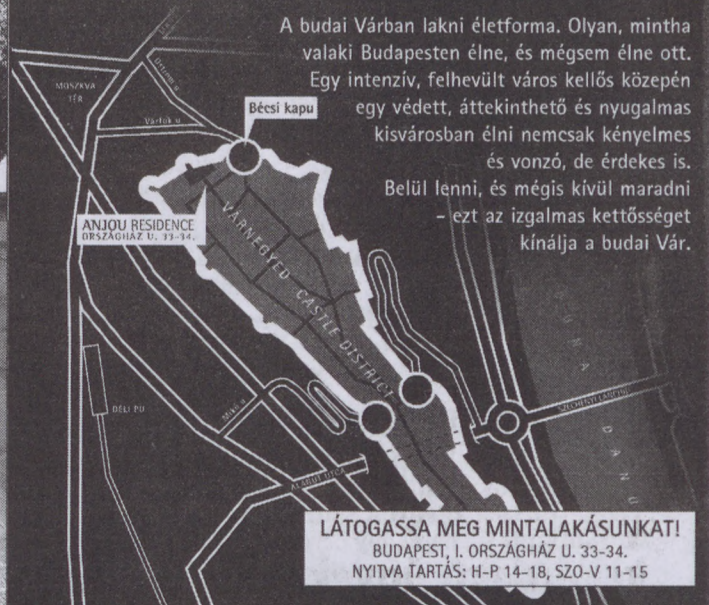 A budai Várban lakni életforma. Olyan, mintha
valaki Budapesten élne, és mégsem élne ott.
Egy intenzív, felhevült város kellős közepén
egy védett, áttekinthető és nyugalmas
kisvárosban élni nemcsak kényelmes
és vonzó, de érdekes is.
Belül lenni, és mégis kívül maradni
– ezt az izgalmas kettősséget
kínálja a budai Vár.
MOSZKVA
TÉR
Várfok u.
Bécsi kapu
ANJOU RESIDENCE
ORSZÁGHÁZ U. 33-34.
VÁRNEGYED - CASTLE DISTRICT
DÉLI PU
Mikó u.
ALAGÚT UTCA
SZÉCHENYI LÁNCHÍD
DUNA
DANU
LÁTOGASSA MEG MINTALAKÁSUNKAT!
BUDAPEST, I. ORSZÁGHÁZ U. 33-34.
NYITVA TARTÁS: H-P 14-18, SZO-V 11-15